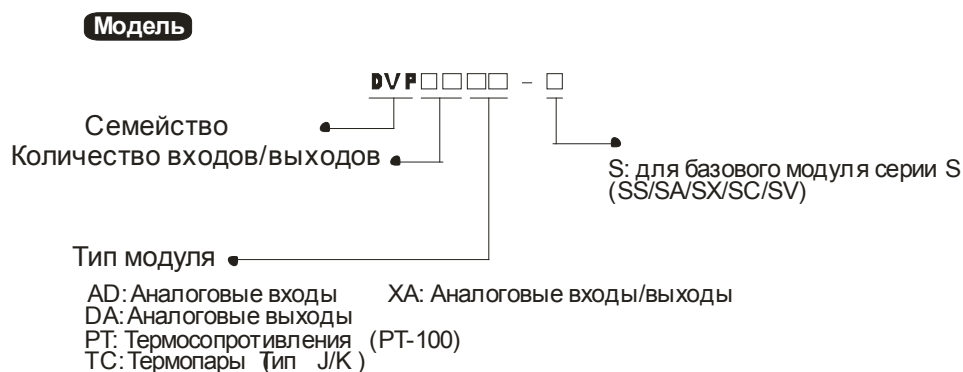 Модель
DVP□□□□ - □
Семейство
Количество входов/выходов
S: для базового модуля серии S
(SS/SA/SX/SC/SV)
Тип модуля
AD: Аналоговые входы XA: Аналоговые входы/выходы
DA: Аналоговые выходы
PT: Термосопротивления (PT-100)
TC: Термопары (Тип J/K )